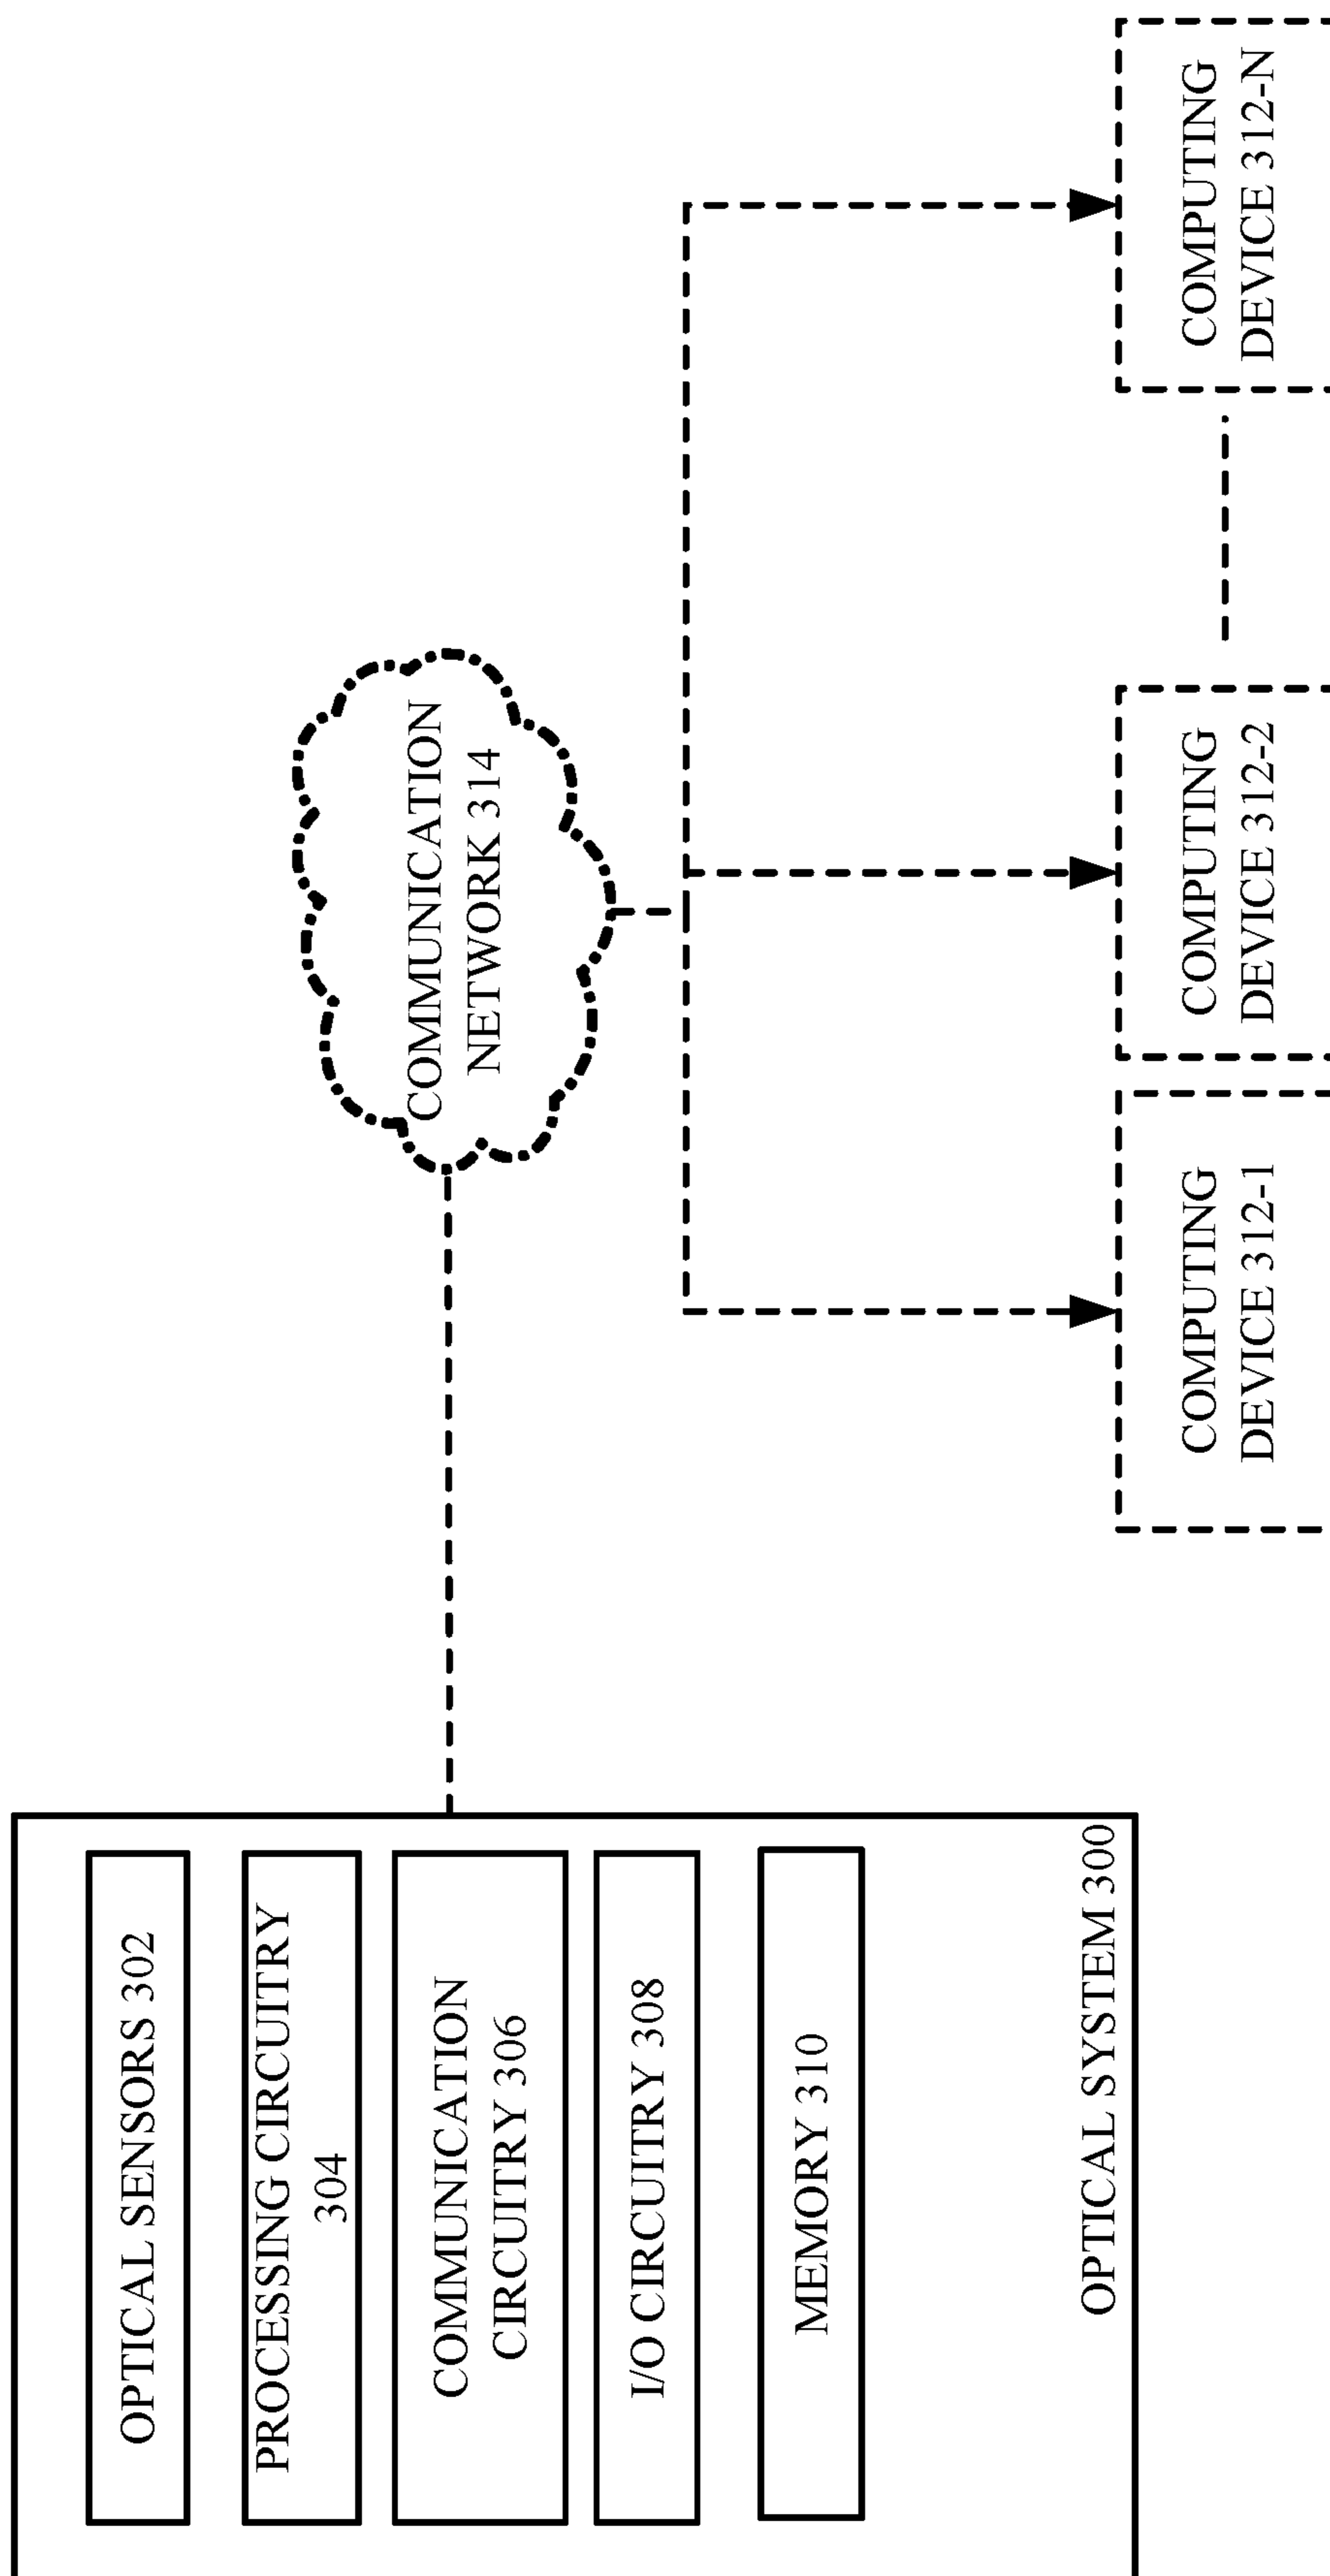 OPTICAL SENSORS 302
PROCESSING CIRCUITRY
304
COMMUNICATION
CIRCUITRY 306
I/O CIRCUITRY 308
MEMORY 310
OPTICAL SYSTEM 300
COMMUNICATION
NETWORK 314
COMPUTING
DEVICE 312-1
COMPUTING
DEVICE 312-2
COMPUTING
DEVICE 312-N